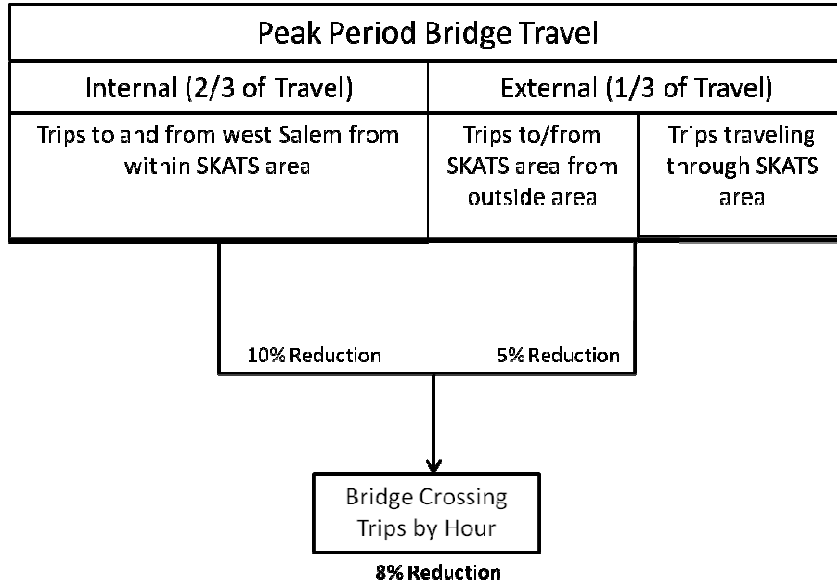 Peak Period Bridge Travel
Internal (2/3 of Travel)
External (1/3 of Travel)
Trips to and from west Salem from
within SKATS area
Trips to/from
SKATS area from
outside area
Trips traveling
through SKATS
area
10% Reduction
5% Reduction
Bridge Crossing
Trips by Hour
8% Reduction